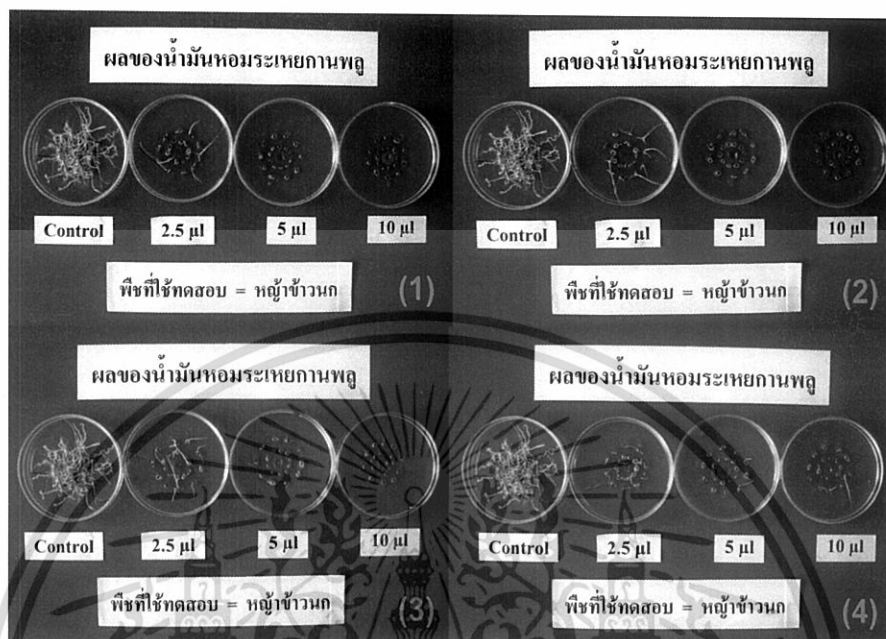 ผลของน้ำมันหอมระเหยกานพลู
Control 2.5 µl 5 µl 10 µl
พืชที่ใช้ทดสอบ = หญ้าข้าวนก (1)
ผลของน้ำมันหอมระเหยกานพลู
Control 2.5 µl 5 µl 10 µl
พืชที่ใช้ทดสอบ = หญ้าข้าวนก (2)
ผลของน้ำมันหอมระเหยกานพลู
Control 2.5 µl 5 µl 10 µl
พืชที่ใช้ทดสอบ = หญ้าข้าวนก (3)
ผลของน้ำมันหอมระเหยกานพลู
Control 2.5 µl 5 µl 10 µl
พืชที่ใช้ทดสอบ = หญ้าข้าวนก (4)